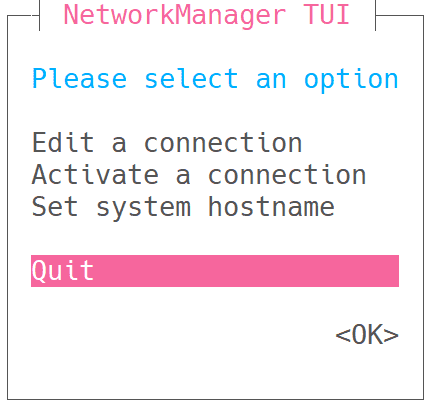 NetworkManager TUI
Please select an option
Edit a connection
Activate a connection
Set system hostname
Quit
<OK>